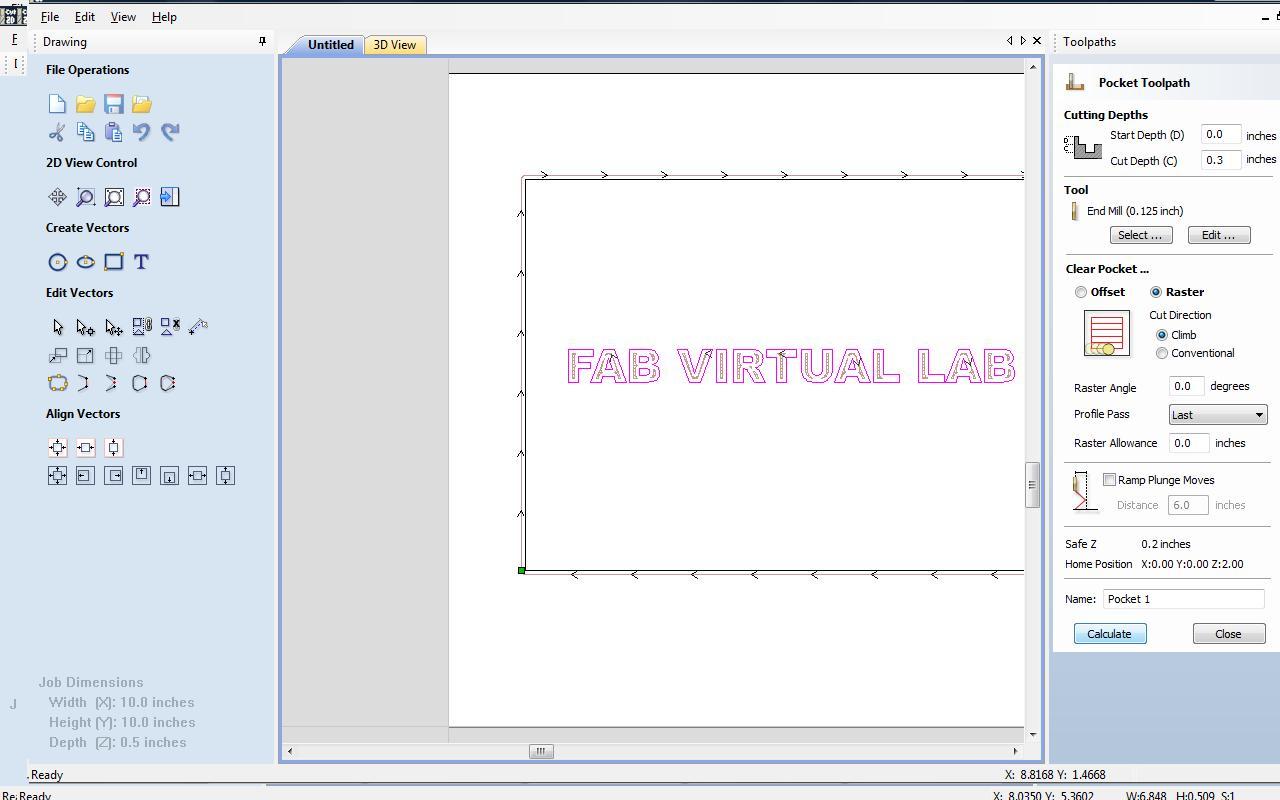 File Edit View Help
Drawing
Untitled
3D View
Toolpaths
File Operations
2D View Control
Create Vectors
T
Edit Vectors
Align Vectors
FAB VIRTUAL LAB
Pocket Toolpath
Cutting Depths
Start Depth (D) 0.0 inches
Cut Depth (C) 0.3 inches
Tool
End Mill (0.125 inch)
Select ... Edit ...
Clear Pocket ...
Offset Raster
Cut Direction
Climb
Conventional
Raster Angle 0.0 degrees
Profile Pass Last
Raster Allowance 0.0 inches
Ramp Plunge Moves
Distance 6.0 inches
Safe Z 0.2 inches
Home Position X:0.00 Y:0.00 Z:2.00
Name: Pocket 1
Calculate Close
Job Dimensions
Width (X): 10.0 inches
Height (Y): 10.0 inches
Depth (Z): 0.5 inches
Ready
X: 8.8168 Y: 1.4668
Ready
X: 8.0350 Y: 5.3602 W:6.848 H:0.509 S:1